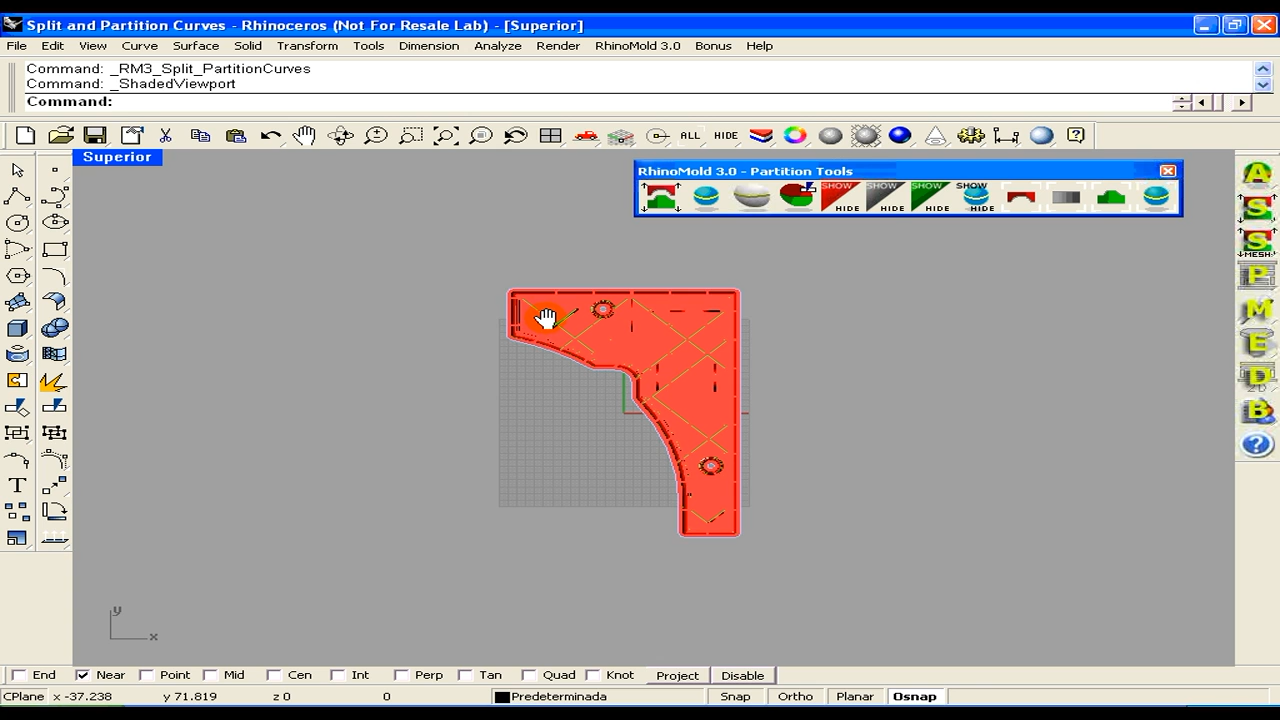 Split and Partition Curves - Rhinoceros (Not For Resale Lab) - [Superior]
File Edit View Curve Surface Solid Transform Tools Dimension Analyze Render RhinoMold 3.0 Bonus Help
Command: _RM3_Split_PartitionCurves
Command: _ShadedViewport
Command:
ALL HIDE
Superior
RhinoMold 3.0 - Partition Tools
SHOW SHOW SHOW SHOW
HIDE HIDE HIDE HIDE
A
S
S
MESH
P
M
E
D
2D
B
?
T
y
x
End Near Point Mid Cen Int Perp Tan Quad Knot Project Disable
CPlane x -37.238 y 71.819 z 0 0 Predeterminada Snap Ortho Planar Osnap